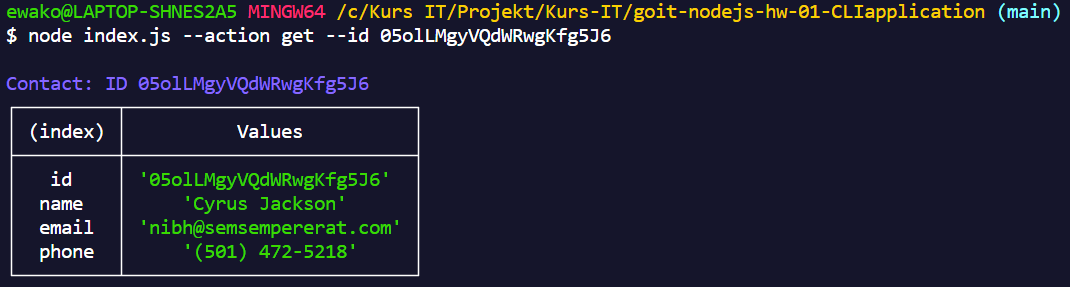 ewako@LAPTOP-SHNES2A5 MINGW64 /c/Kurs IT/Projekt/Kurs-IT/goit-nodejs-hw-01-CLIapplication (main)
$ node index.js --action get --id 05olLMgyVQdWRwgKfg5J6
Contact: ID 05olLMgyVQdWRwgKfg5J6
(index) Values
id '05olLMgyVQdWRwgKfg5J6'
name 'Cyrus Jackson'
email 'nibh@semsempererat.com'
phone '(501) 472-5218'